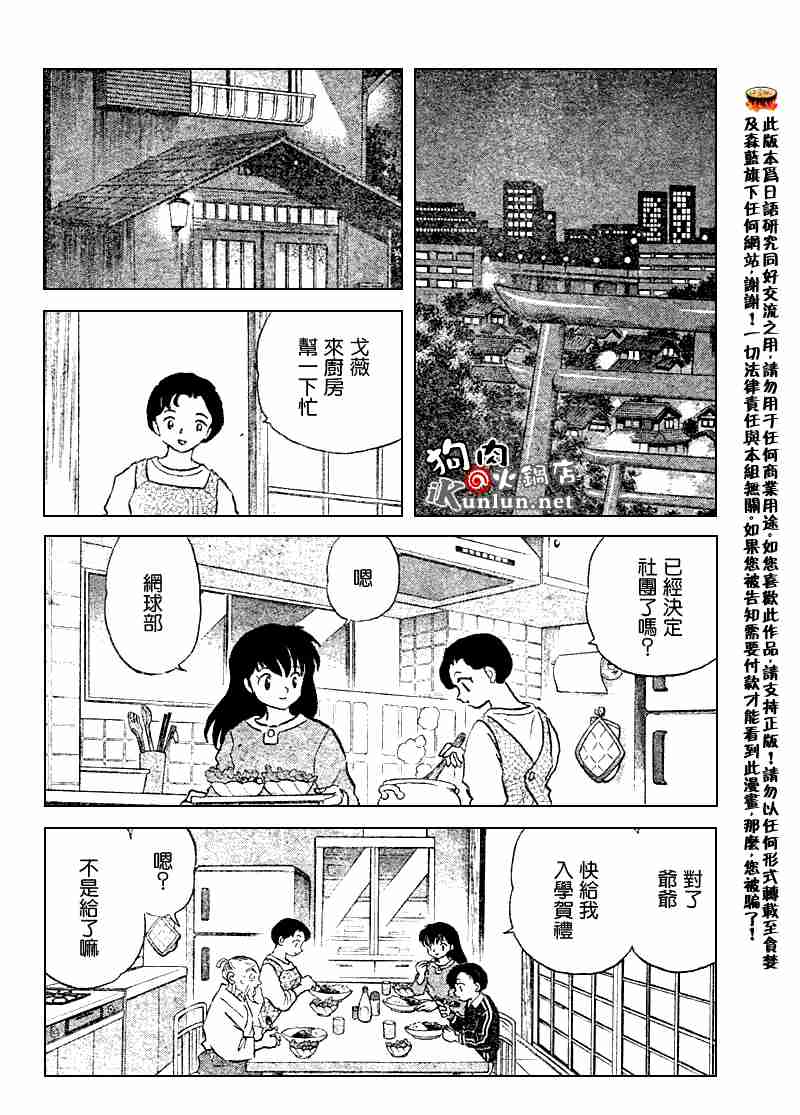 戈薇
來廚房
幫一下忙
已經決定
社團了嗎？
嗯
網球部
對了
爺爺
快給我
入學賀禮
嗯？
不是給了嘛
狗肉火鍋店
iKunlun.net
此版本爲日語研究同好交流之用，請勿用于任何商業用途。如您喜歡此作品，請支持正版！請勿以任何形式轉載至貪婪
及森藍旗下任何網站，謝謝！一切法律責任與本組無關。如果您被告知需要付款才能看到此漫畫，那麼，您被騙了！